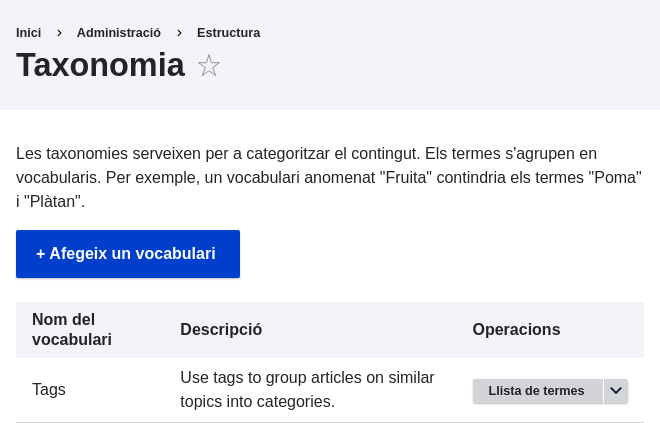 Inici > Administració > Estructura
Taxonomia
Les taxonomies serveixen per a categoritzar el contingut. Els termes s'agrupen en
vocabularis. Per exemple, un vocabulari anomenat "Fruita" contindria els termes "Poma"
i "Plàtan".
+ Afegeix un vocabulari
Nom del
vocabulari
Descripció
Operacions
Tags
Use tags to group articles on similar
topics into categories.
Llista de termes